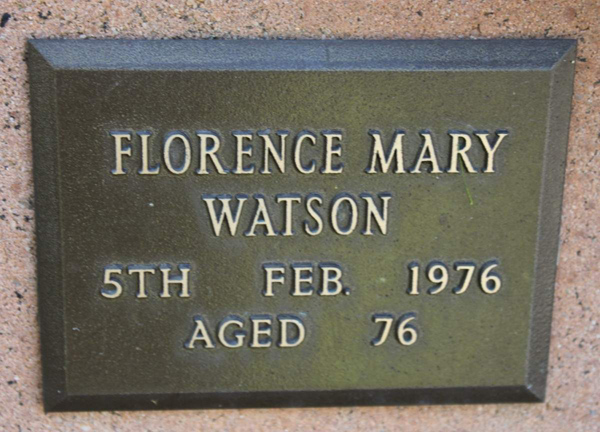 FLORENCE MARY
WATSON
5TH FEB. 1976
AGED 76